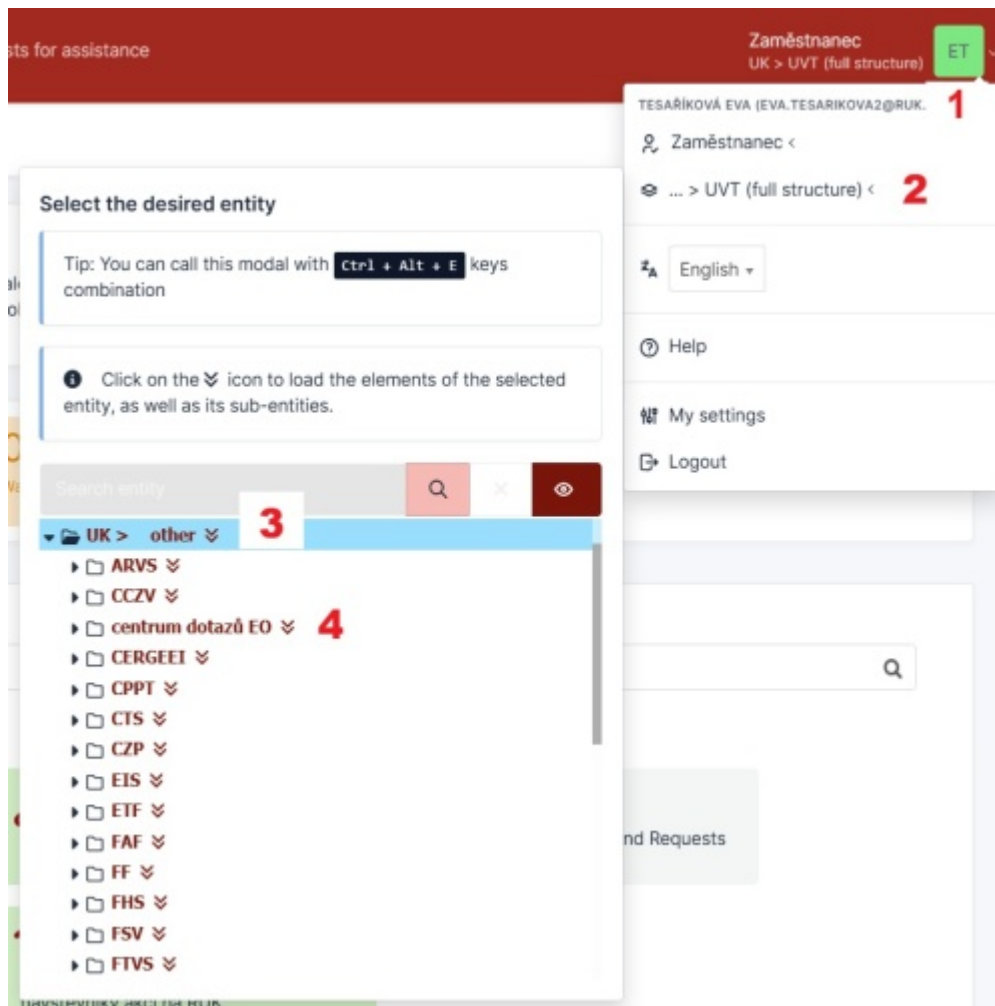 sts for assistance
Zaměstnanec
UK > UVT (full structure)
ET
1
TESAŘÍKOVÁ EVA (EVA.TESARIKOVA2@RUK.
Zaměstnanec <
... > UVT (full structure) <
2
English
Help
My settings
Logout
Select the desired entity
Tip: You can call this modal with Ctrl + Alt + E keys
combination
Click on the icon to load the elements of the selected
entity, as well as its sub-entities.
Search entity
UK > other
3
ARVS
CCZV
centrum dotazů EO
4
CERGEEI
CPPT
CTS
CZP
EIS
ETF
FAF
FF
FHS
FSV
FTVS
nd Requests
návštěvníky akcí na RUK